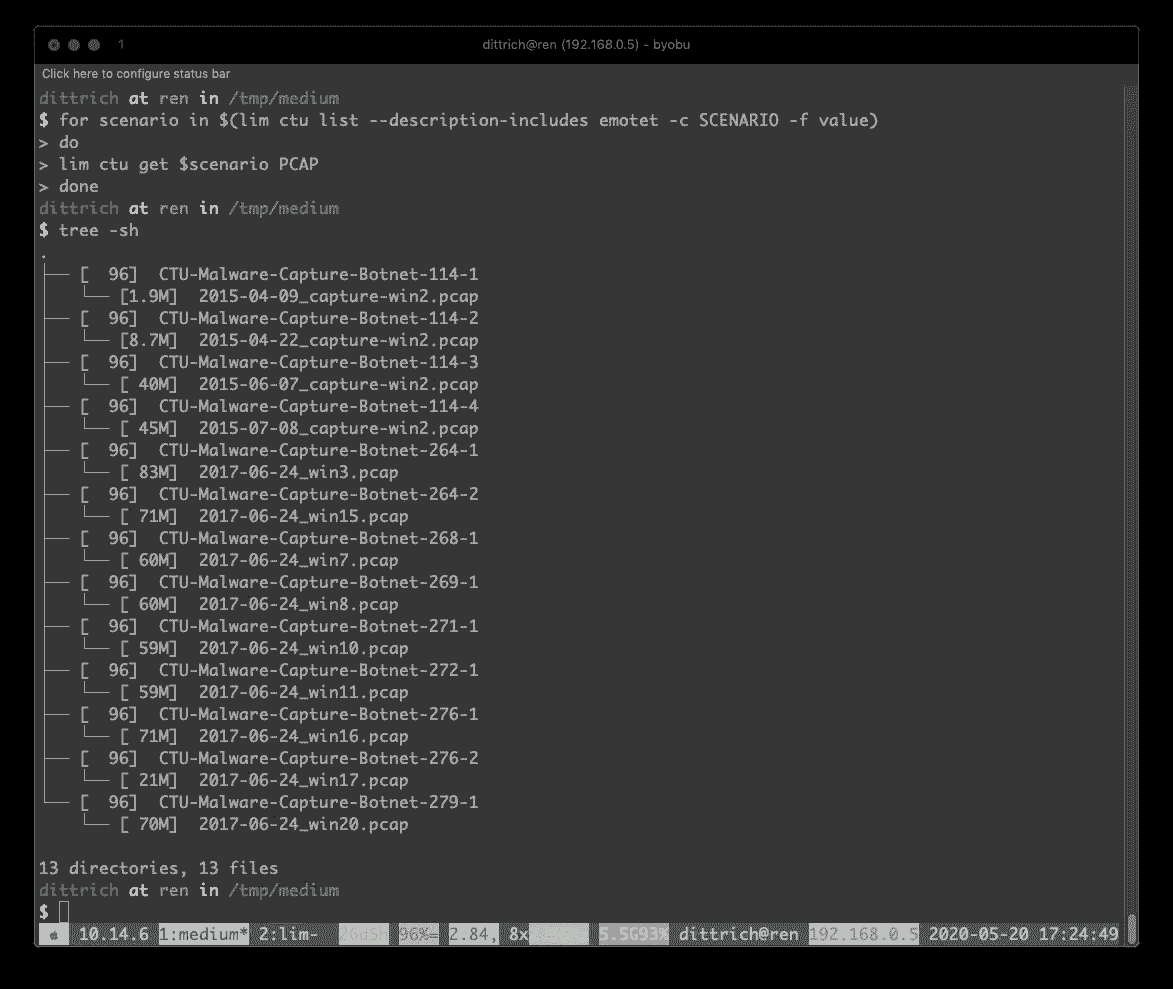 1 dittrich@ren (192.168.0.5) - byobu
Click here to configure status bar
dittrich at ren in /tmp/medium
$ for scenario in $(lim ctu list --description-includes emotet -c SCENARIO -f value)
> do
> lim ctu get $scenario PCAP
> done
dittrich at ren in /tmp/medium
$ tree -sh
.
├── [  96]  CTU-Malware-Capture-Botnet-114-1
│   └── [1.9M]  2015-04-09_capture-win2.pcap
├── [  96]  CTU-Malware-Capture-Botnet-114-2
│   └── [8.7M]  2015-04-22_capture-win2.pcap
├── [  96]  CTU-Malware-Capture-Botnet-114-3
│   └── [ 40M]  2015-06-07_capture-win2.pcap
├── [  96]  CTU-Malware-Capture-Botnet-114-4
│   └── [ 45M]  2015-07-08_capture-win2.pcap
├── [  96]  CTU-Malware-Capture-Botnet-264-1
│   └── [ 83M]  2017-06-24_win3.pcap
├── [  96]  CTU-Malware-Capture-Botnet-264-2
│   └── [ 71M]  2017-06-24_win15.pcap
├── [  96]  CTU-Malware-Capture-Botnet-268-1
│   └── [ 60M]  2017-06-24_win7.pcap
├── [  96]  CTU-Malware-Capture-Botnet-269-1
│   └── [ 60M]  2017-06-24_win8.pcap
├── [  96]  CTU-Malware-Capture-Botnet-271-1
│   └── [ 59M]  2017-06-24_win10.pcap
├── [  96]  CTU-Malware-Capture-Botnet-272-1
│   └── [ 59M]  2017-06-24_win11.pcap
├── [  96]  CTU-Malware-Capture-Botnet-276-1
│   └── [ 71M]  2017-06-24_win16.pcap
├── [  96]  CTU-Malware-Capture-Botnet-276-2
│   └── [ 21M]  2017-06-24_win17.pcap
└── [  96]  CTU-Malware-Capture-Botnet-279-1
    └── [ 70M]  2017-06-24_win20.pcap
13 directories, 13 files
dittrich at ren in /tmp/medium
$
10.14.6 1:medium* 2:lim- 96%= 2.84, 8x 5.5G93% dittrich@ren 192.168.0.5 2020-05-20 17:24:49